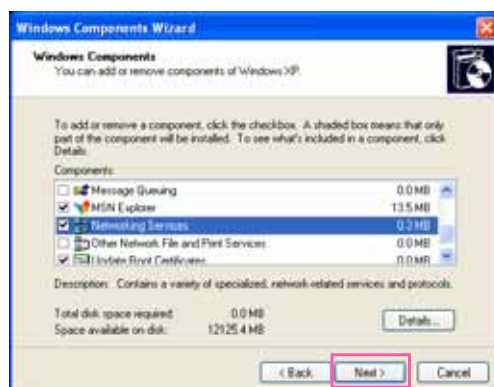 Windows Components Wizard
Windows Components
You can add or remove components of Windows XP.
To add or remove a component, click the checkbox. A shaded box means that only
part of the component will be installed. To see what's included in a component, click
Details.
Components:
Message Queuing 0.0 MB
MSN Explorer 13.5 MB
Networking Services 0.3 MB
Other Network File and Print Services 0.0 MB
Update Root Certificates 0.0 MB
Description: Contains a variety of specialized, network-related services and protocols.
Total disk space required: 0.0 MB
Space available on disk: 12125.4 MB
Details...
< Back
Next >
Cancel